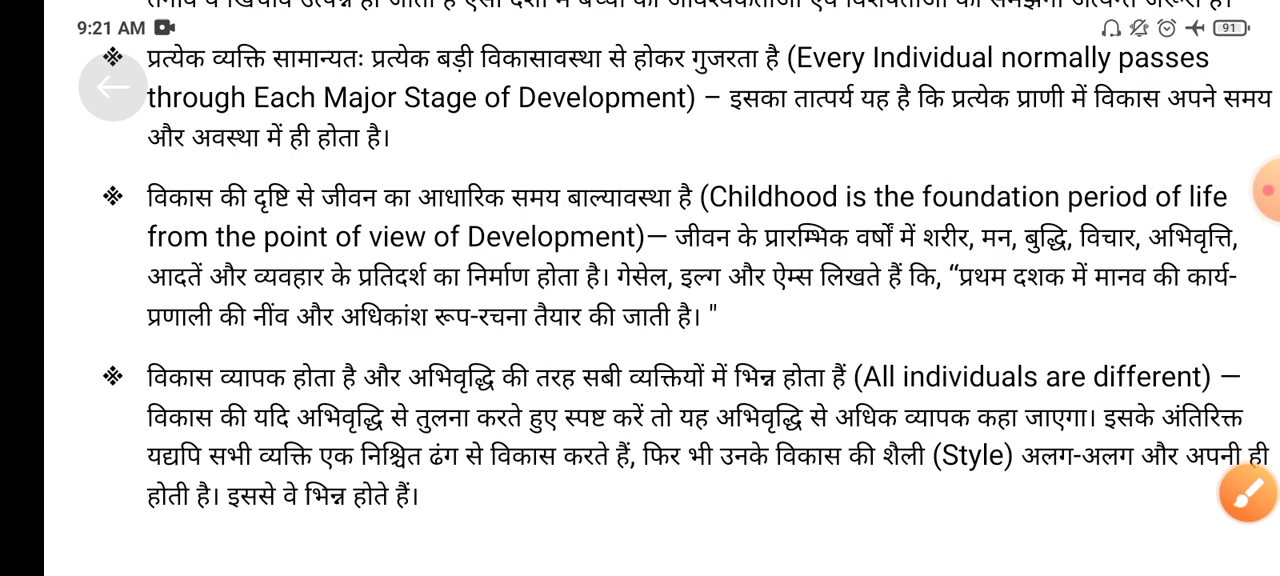 9:21 AM
91
❖ प्रत्येक व्यक्ति सामान्यतः प्रत्येक बड़ी विकासावस्था से होकर गुजरता है (Every Individual normally passes
through Each Major Stage of Development) – इसका तात्पर्य यह है कि प्रत्येक प्राणी में विकास अपने समय
और अवस्था में ही होता है।
❖ विकास की दृष्टि से जीवन का आधारिक समय बाल्यावस्था है (Childhood is the foundation period of life
from the point of view of Development)— जीवन के प्रारम्भिक वर्षों में शरीर, मन, बुद्धि, विचार, अभिवृत्ति,
आदतें और व्यवहार के प्रतिदर्श का निर्माण होता है। गेसेल, इल्ग और ऐम्स लिखते हैं कि, “प्रथम दशक में मानव की कार्य-
प्रणाली की नींव और अधिकांश रूप-रचना तैयार की जाती है। "
❖ विकास व्यापक होता है और अभिवृद्धि की तरह सबी व्यक्तियों में भिन्न होता हैं (All individuals are different) —
विकास की यदि अभिवृद्धि से तुलना करते हुए स्पष्ट करें तो यह अभिवृद्धि से अधिक व्यापक कहा जाएगा। इसके अंतिरिक्त
यद्यपि सभी व्यक्ति एक निश्चित ढंग से विकास करते हैं, फिर भी उनके विकास की शैली (Style) अलग-अलग और अपनी ही
होती है। इससे वे भिन्न होते हैं।